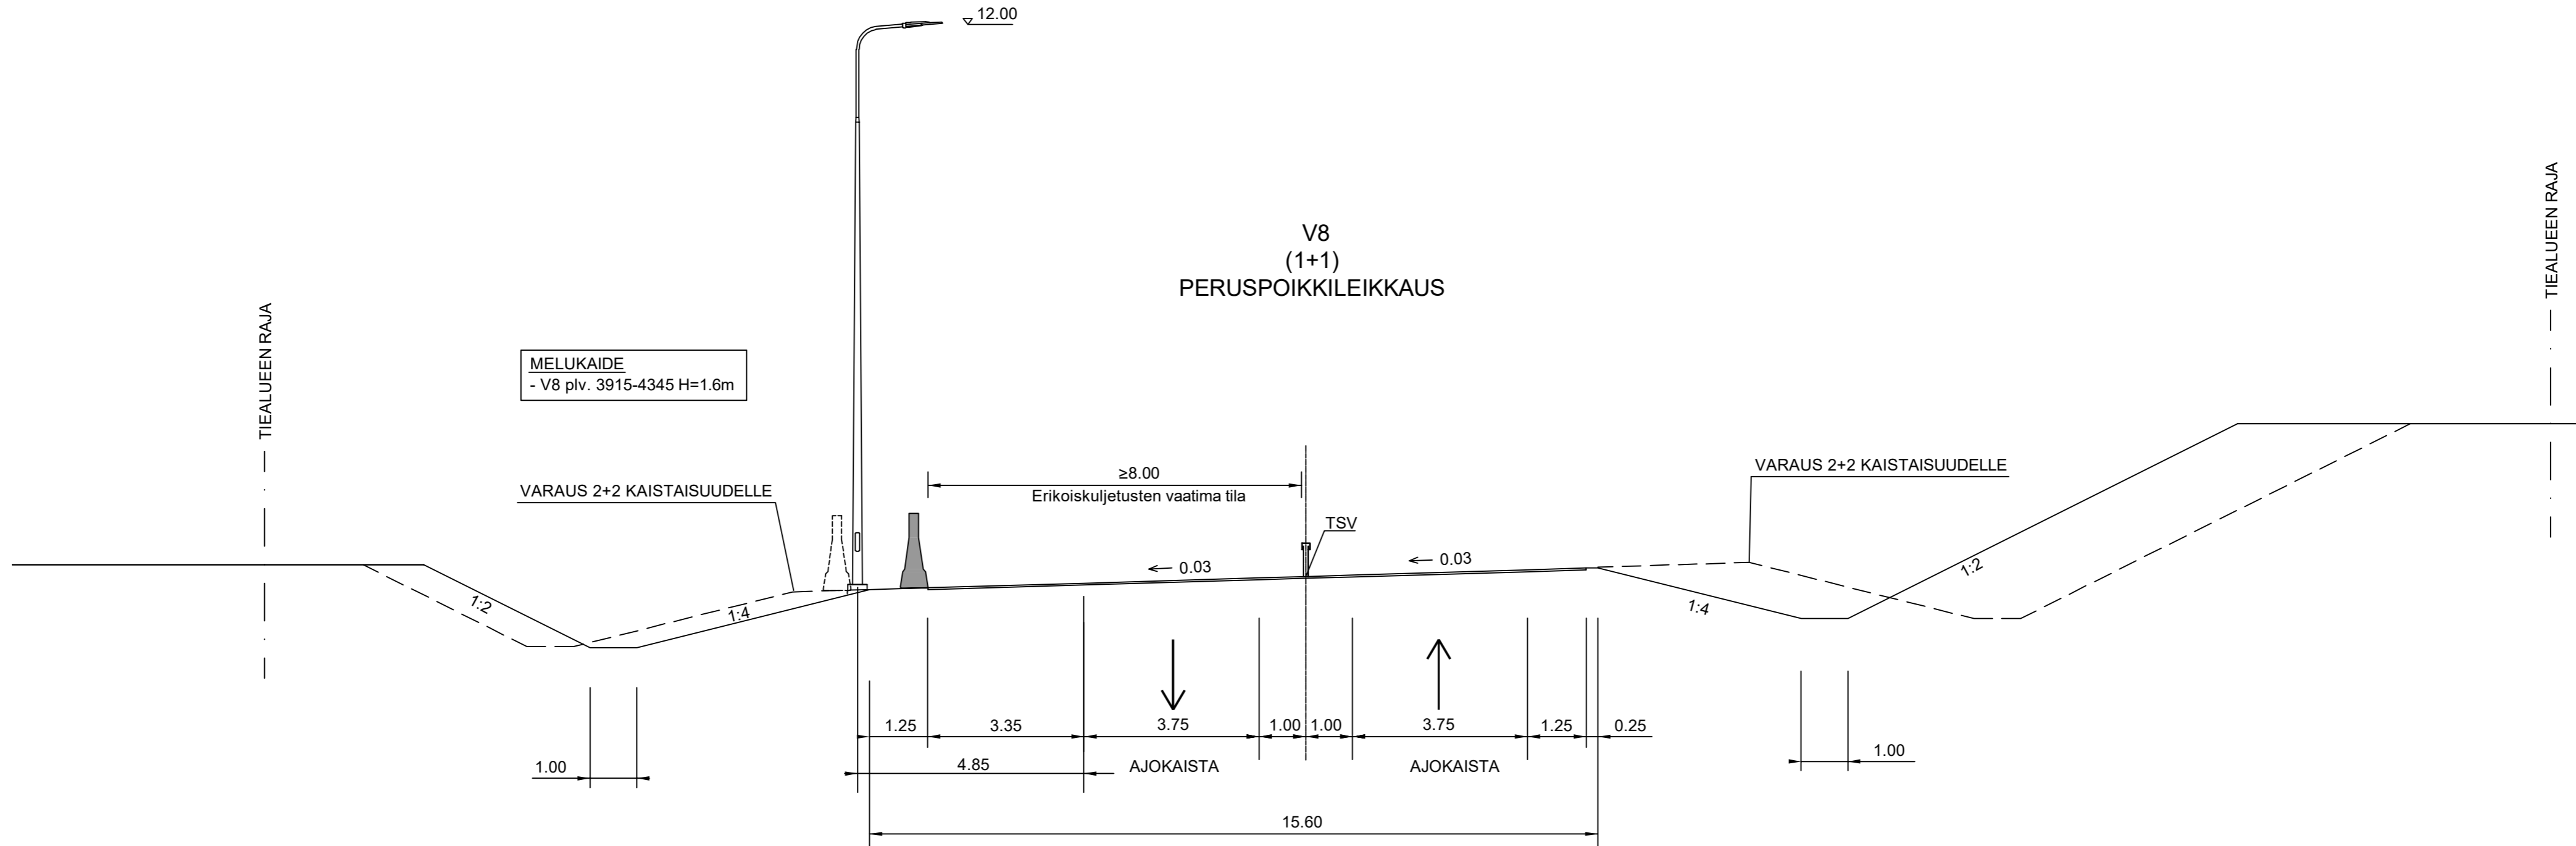 12.00
V8
(1+1)
PERUSPOIKKILEIKKAUS
TIEALUEEN RAJA
TIEALUEEN RAJA
MELUKAIDE
- V8 plv. 3915-4345 H=1.6m
VARAUS 2+2 KAISTAISUUDELLE
≥8.00
Erikoiskuljetusten vaatima tila
VARAUS 2+2 KAISTAISUUDELLE
TSV
0.03
0.03
1:2
1:4
1:4
1:2
1.25
3.35
3.75
1.00
1.00
3.75
1.25
0.25
1.00
4.85
AJOKAISTA
AJOKAISTA
1.00
15.60